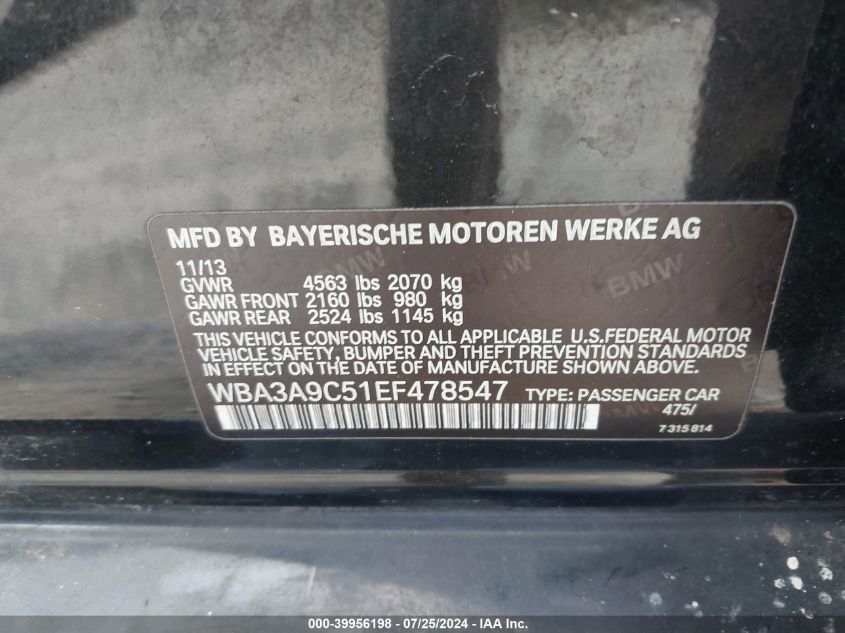 MFD BY BAYERISCHE MOTOREN WERKE AG
11/13
GVWR 4563 lbs 2070 kg
GAWR FRONT 2160 lbs 980 kg
GAWR REAR 2524 lbs 1145 kg
THIS VEHICLE CONFORMS TO ALL APPLICABLE U.S.FEDERAL MOTOR
VEHICLE SAFETY, BUMPER AND THEFT PREVENTION STANDARDS
IN EFFECT ON THE DATE OF MANUFACTURE SHOWN ABOVE.
WBA3A9C51EF478547 TYPE: PASSENGER CAR
475/
7 315 814
BMW
BMW
000-39956198 - 07/25/2024 - IAA Inc.